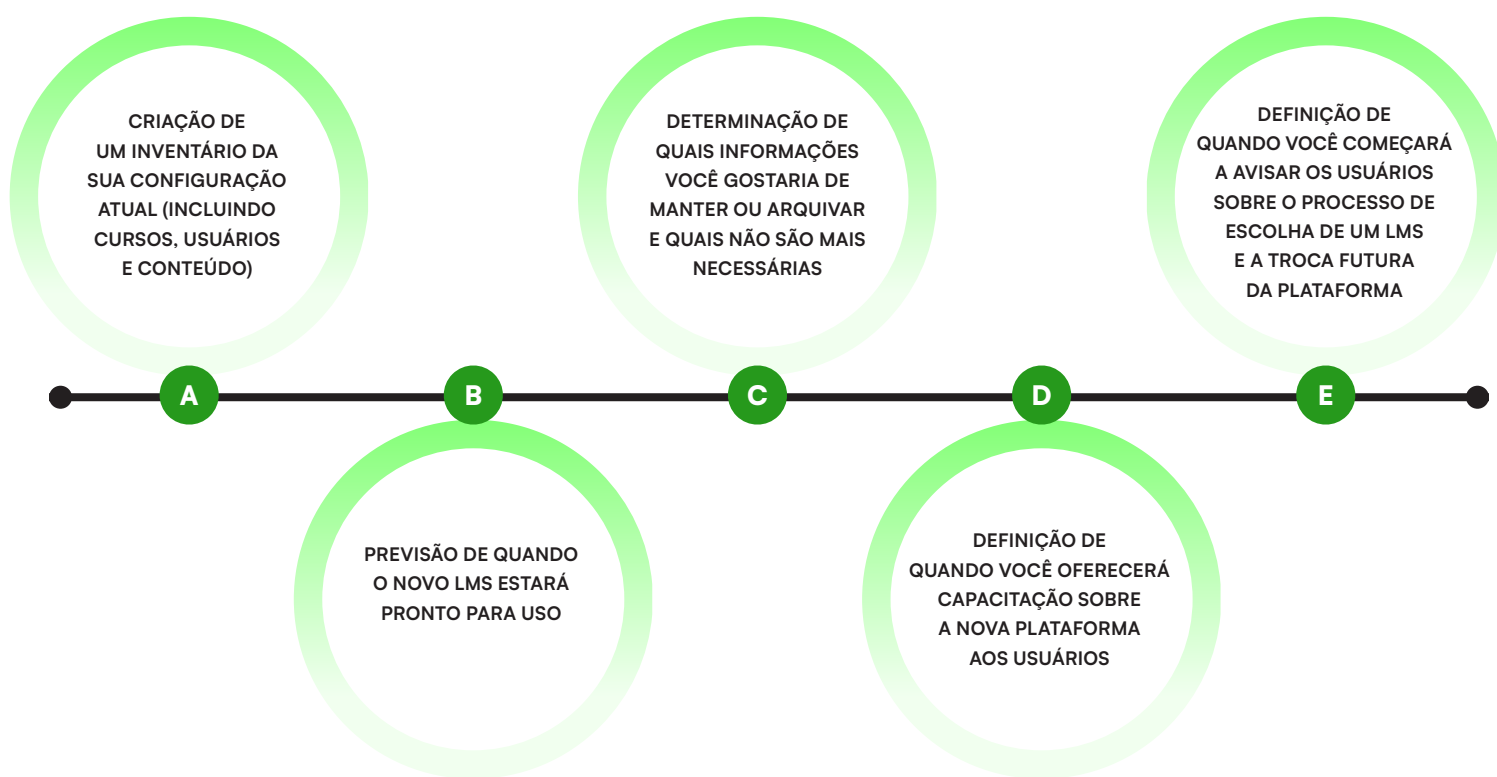 CRIAÇÃO DE
UM INVENTÁRIO DA
SUA CONFIGURAÇÃO
ATUAL (INCLUINDO
CURSOS, USUÁRIOS
E CONTEÚDO)
A
PREVISÃO DE QUANDO
O NOVO LMS ESTARÁ
PRONTO PARA USO
B
DETERMINAÇÃO DE
QUAIS INFORMAÇÕES
VOCÊ GOSTARIA DE
MANTER OU ARQUIVAR
E QUAIS NÃO SÃO MAIS
NECESSÁRIAS
C
DEFINIÇÃO DE
QUANDO VOCÊ OFERECERÁ
CAPACITAÇÃO SOBRE
A NOVA PLATAFORMA
AOS USUÁRIOS
D
DEFINIÇÃO DE
QUANDO VOCÊ COMEÇARÁ
A AVISAR OS USUÁRIOS
SOBRE O PROCESSO DE
ESCOLHA DE UM LMS
E A TROCA FUTURA
DA PLATAFORMA
E